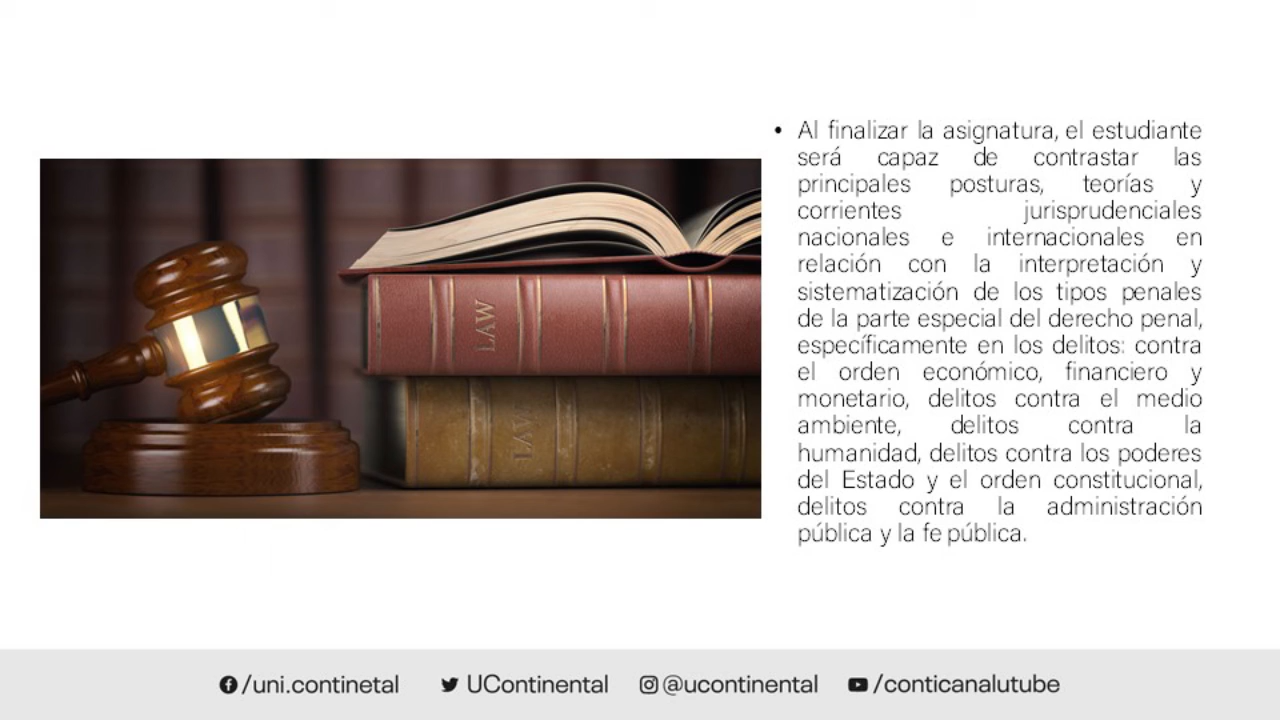 • Al finalizar la asignatura, el estudiante
será capaz de contrastar las
principales posturas, teorías y
corrientes jurisprudenciales
nacionales e internacionales en
relación con la interpretación y
sistematización de los tipos penales
de la parte especial del derecho penal,
específicamente en los delitos: contra
el orden económico, financiero y
monetario, delitos contra el medio
ambiente, delitos contra la
humanidad, delitos contra los poderes
del Estado y el orden constitucional,
delitos contra la administración
pública y la fe pública.
LAW
LAW
/uni.continetal UContinental @ucontinental /conticanalutube